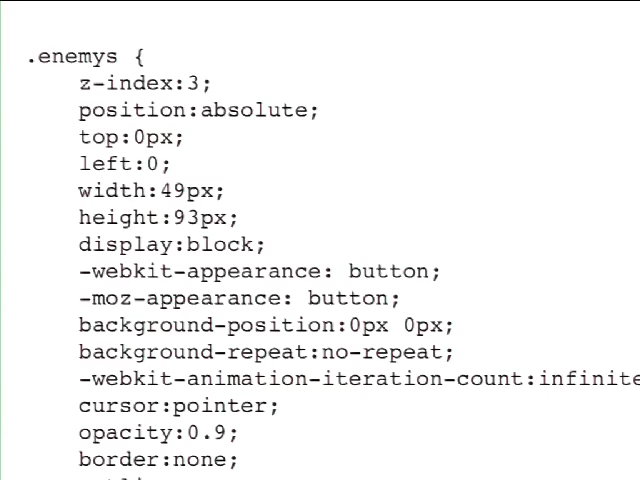 .enemys {
z-index:3;
position:absolute;
top:0px;
left:0;
width:49px;
height:93px;
display:block;
-webkit-appearance: button;
-moz-appearance: button;
background-position:0px 0px;
background-repeat:no-repeat;
-webkit-animation-iteration-count:infinite
cursor:pointer;
opacity:0.9;
border:none;